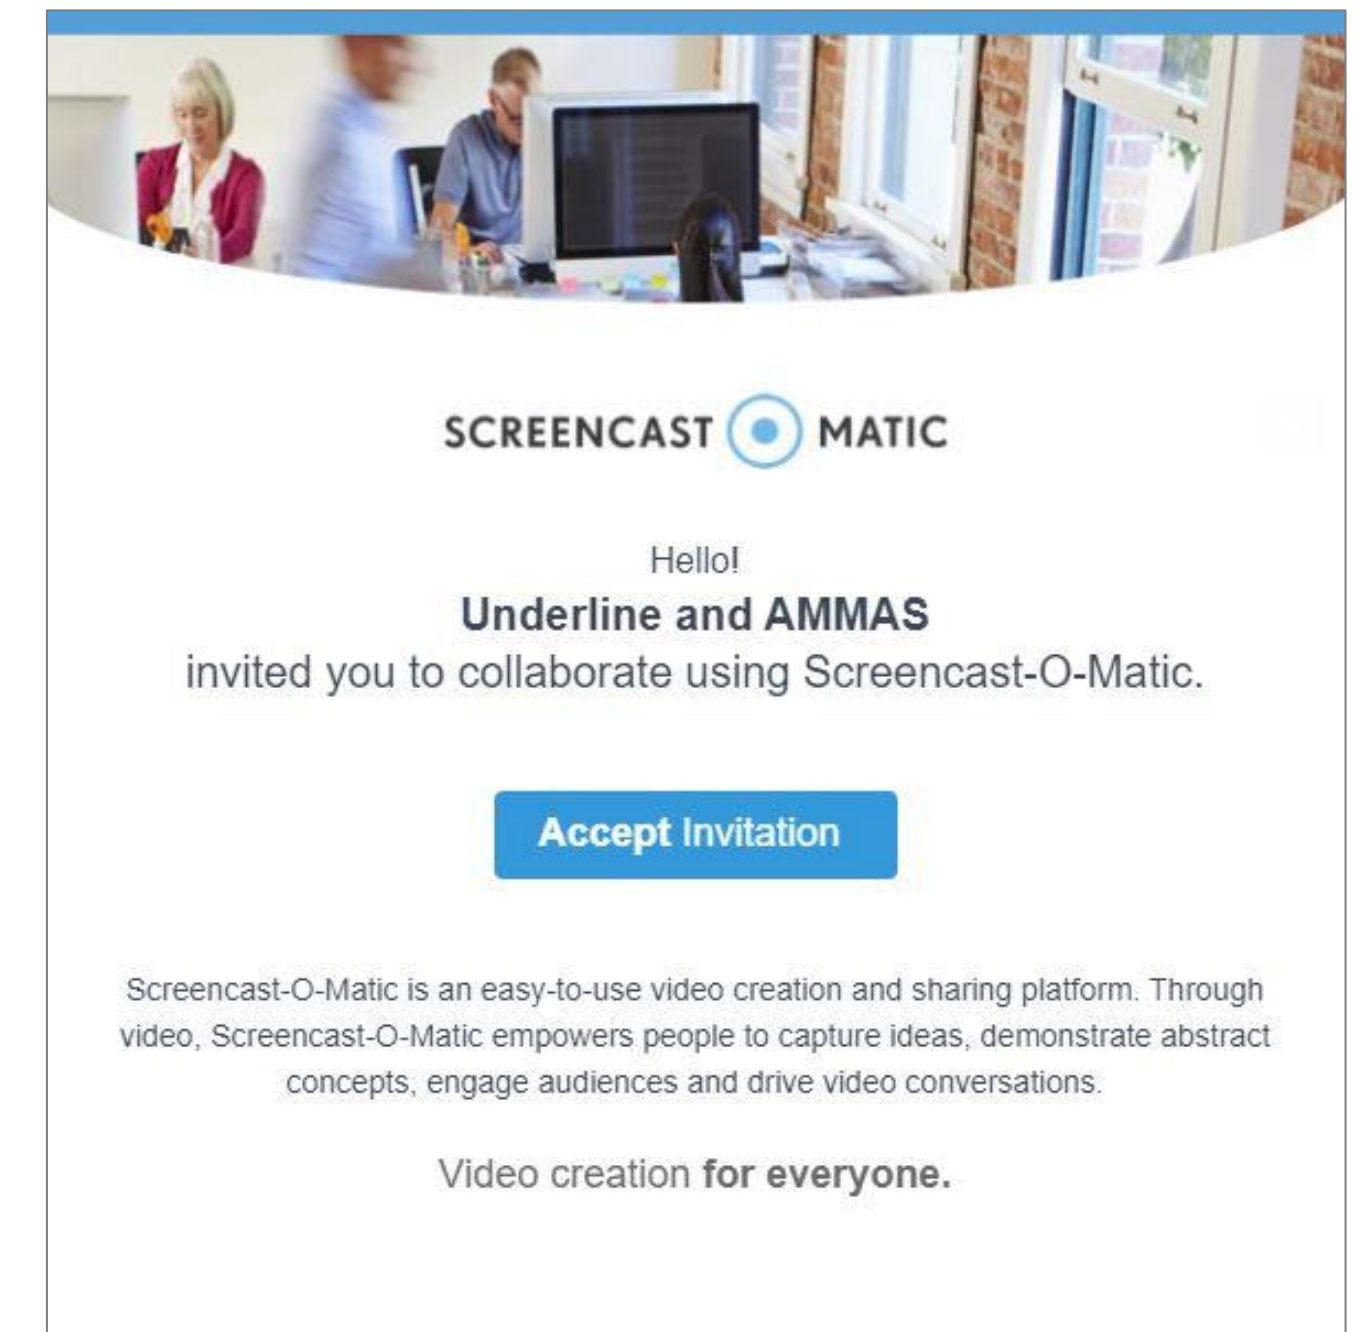 SCREENCAST MATIC
Hello!
Underline and AMMAS
invited you to collaborate using Screencast-O-Matic.
Accept Invitation
Screencast-O-Matic is an easy-to-use video creation and sharing platform. Through
video, Screencast-O-Matic empowers people to capture ideas, demonstrate abstract
concepts, engage audiences and drive video conversations.
Video creation for everyone.